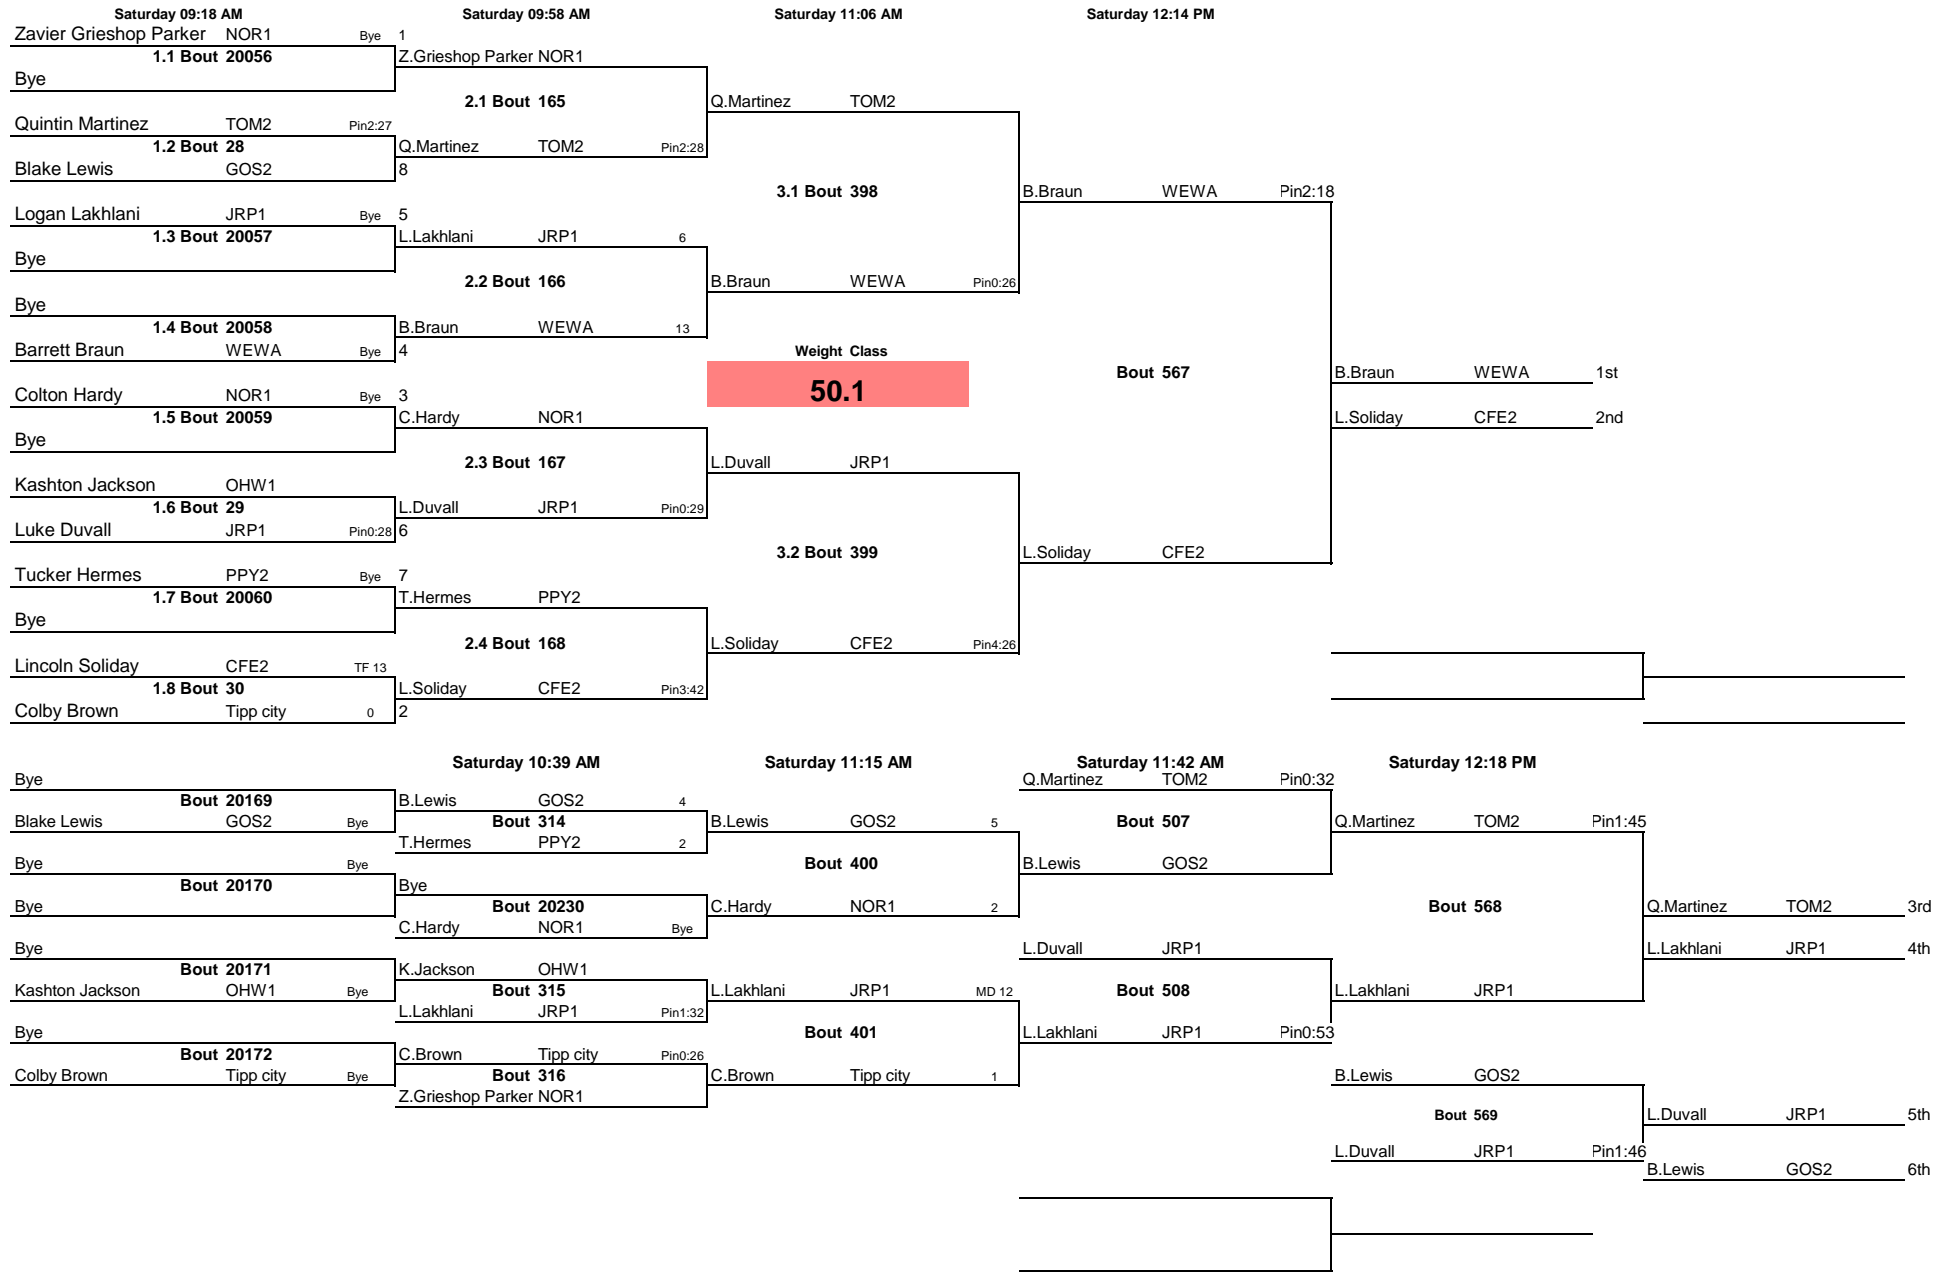 Saturday 09:18 AM Saturday 09:58 AM Saturday 11:06 AM Saturday 12:14 PM
Zavier Grieshop Parker NOR1 Bye 1
1.1 Bout 20056 Z.Grieshop Parker NOR1
Bye
2.1 Bout 165 Q.Martinez TOM2
Quintin Martinez TOM2 Pin2:27
1.2 Bout 28 Q.Martinez TOM2 Pin2:28
Blake Lewis GOS2 8
3.1 Bout 398 B.Braun WEWA Pin2:18
Logan Lakhlani JRP1 Bye 5
1.3 Bout 20057 L.Lakhlani JRP1 6
Bye
2.2 Bout 166 B.Braun WEWA Pin0:26
Bye
1.4 Bout 20058 B.Braun WEWA 13
Barrett Braun WEWA Bye 4 Weight Class
Bout 567 B.Braun WEWA 1st
Colton Hardy NOR1 Bye 3 50.1
1.5 Bout 20059 C.Hardy NOR1 L.Soliday CFE2 2nd
Bye
2.3 Bout 167 L.Duvall JRP1
Kashton Jackson OHW1
1.6 Bout 29 L.Duvall JRP1 Pin0:29
Luke Duvall JRP1 Pin0:28 6
3.2 Bout 399 L.Soliday CFE2
Tucker Hermes PPY2 Bye 7
1.7 Bout 20060 T.Hermes PPY2
Bye
2.4 Bout 168 L.Soliday CFE2 Pin4:26
Lincoln Soliday CFE2 TF 13
1.8 Bout 30 L.Soliday CFE2 Pin3:42
Colby Brown Tipp city 0 2
Saturday 10:39 AM Saturday 11:15 AM Saturday 11:42 AM Saturday 12:18 PM
Bye Q.Martinez TOM2 Pin0:32
Bout 20169 B.Lewis GOS2 4
Blake Lewis GOS2 Bye Bout 314 B.Lewis GOS2 5 Bout 507 Q.Martinez TOM2 Pin1:45
T.Hermes PPY2 2
Bye Bye Bout 400 B.Lewis GOS2
Bout 20170 Bye
Bye Bout 20230 C.Hardy NOR1 2 Bout 568 Q.Martinez TOM2 3rd
C.Hardy NOR1 Bye
Bye L.Duvall JRP1 L.Lakhlani JRP1 4th
Bout 20171 K.Jackson OHW1
Kashton Jackson OHW1 Bye Bout 315 L.Lakhlani JRP1 MD 12 Bout 508 L.Lakhlani JRP1
L.Lakhlani JRP1 Pin1:32
Bye Bout 401 L.Lakhlani JRP1 Pin0:53
Bout 20172 C.Brown Tipp city Pin0:26
Colby Brown Tipp city Bye Bout 316 C.Brown Tipp city 1 B.Lewis GOS2
Z.Grieshop Parker NOR1
Bout 569 L.Duvall JRP1 5th
L.Duvall JRP1 Pin1:46
B.Lewis GOS2 6th